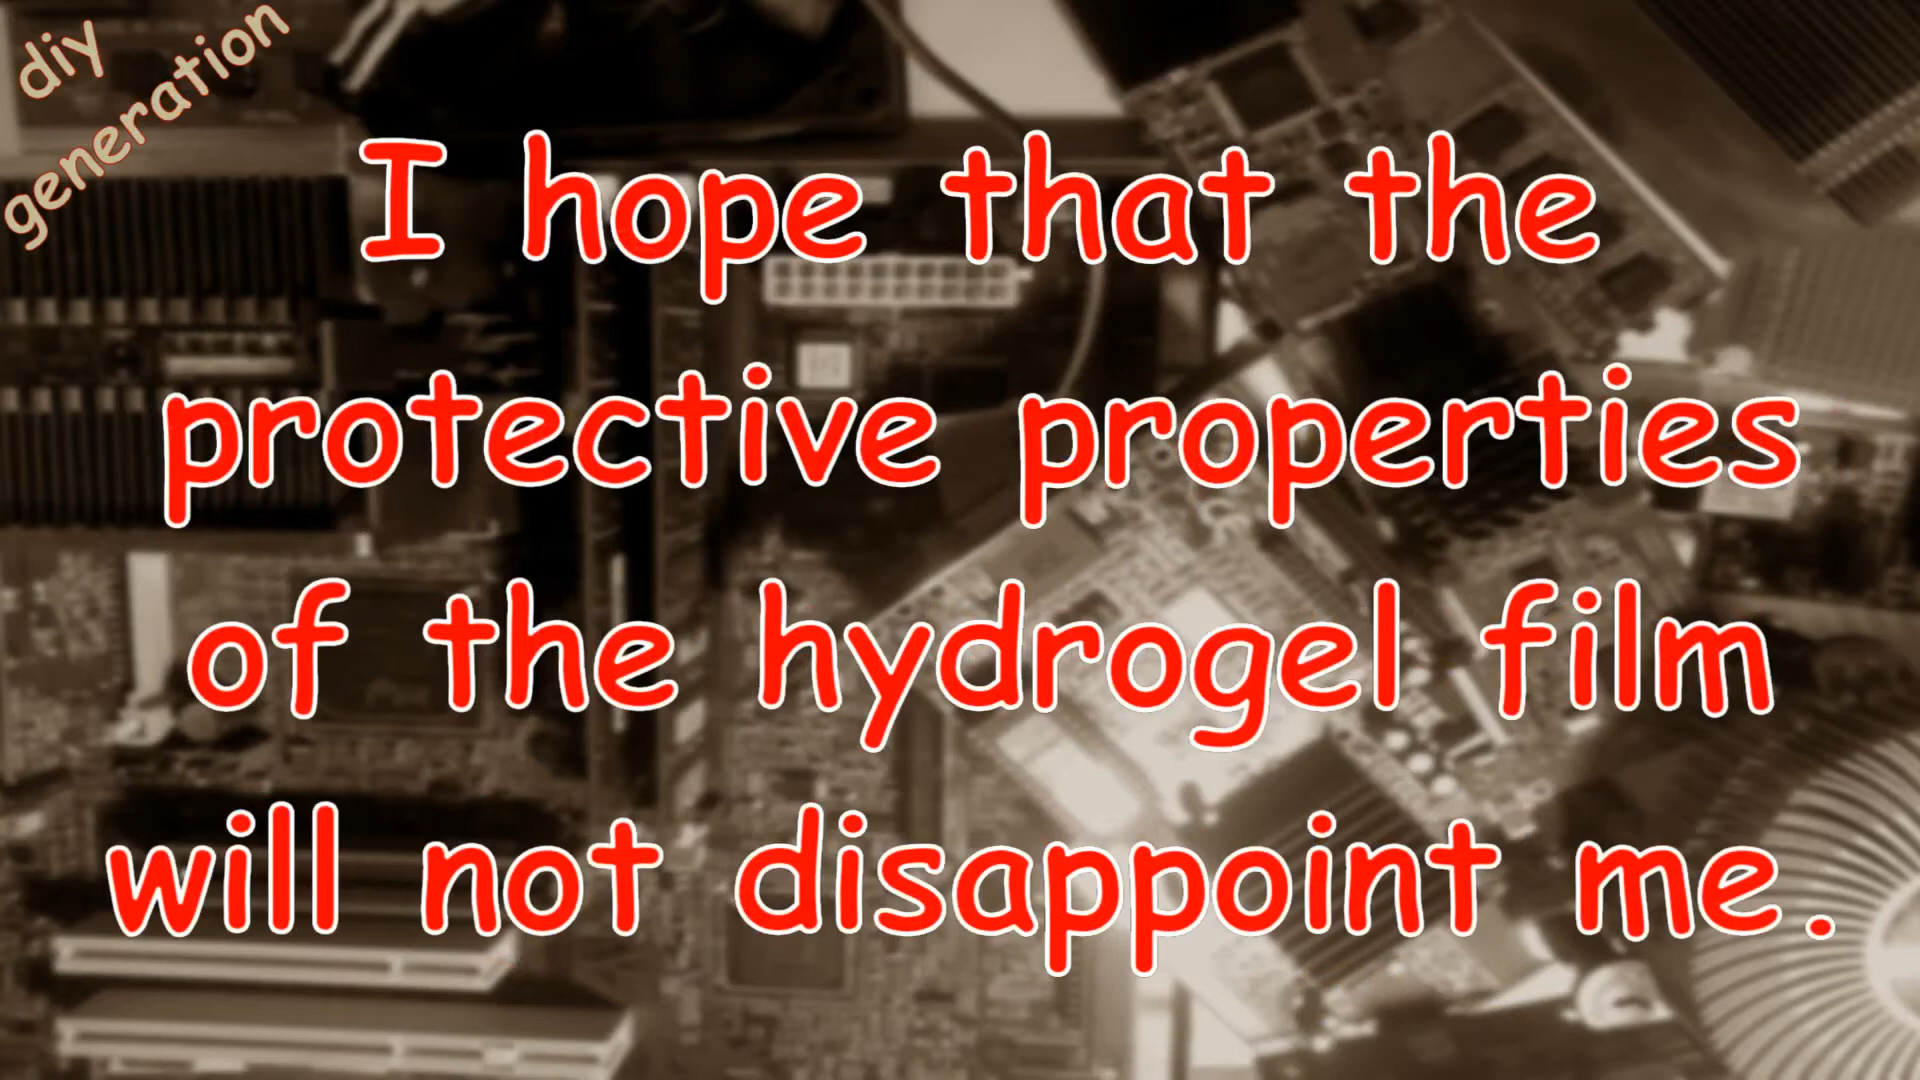 diy
generation
I hope that the
protective properties
of the hydrogel film
will not disappoint me.